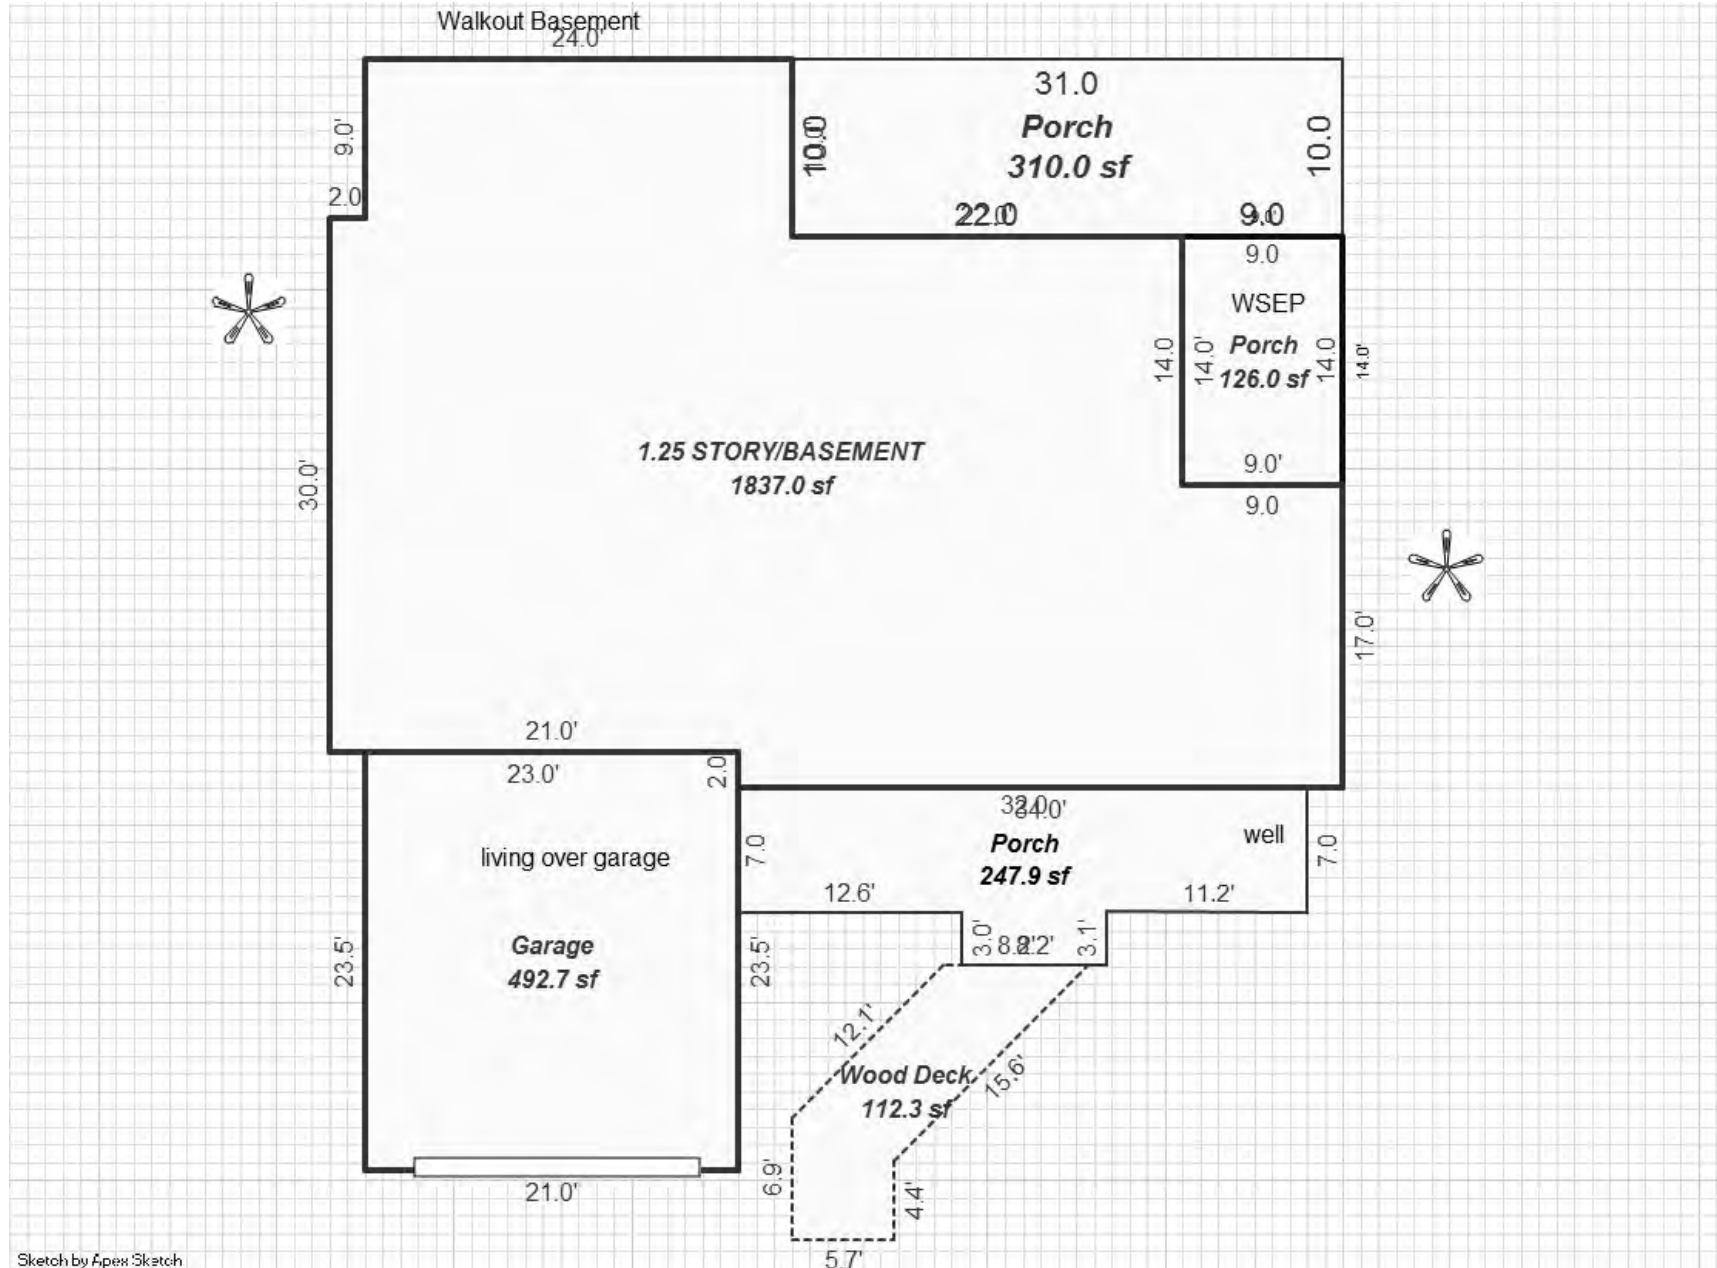 Walkout Basement
24.0'
31.0
9.0'
10.0
Porch
10.0
310.0 sf
2.0
22.0
9.0
9.0
WSEP
14.0
14.0'
Porch
14.0
14.0'
126.0 sf
9.0'
9.0
1.25 STORY/BASEMENT
1837.0 sf
30.0'
17.0'
21.0'
23.0'
2.0
34.0'
well
Porch
7.0
7.0
living over garage
247.9 sf
12.6'
11.2'
Garage
23.5'
23.5'
3.0'
3.1'
492.7 sf
12.1'
Wood Deck
15.6'
112.3 sf
6.9'
4.4'
21.0'
5.7'
Sketch by Apex Sketch